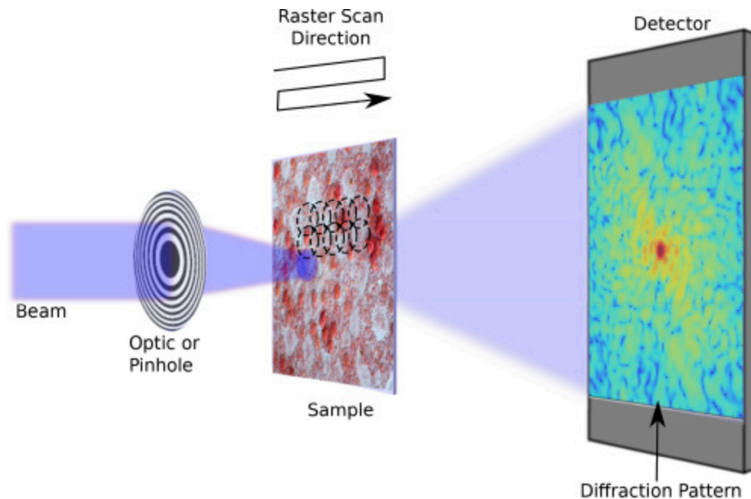 Raster Scan
Direction
Detector
Beam
Optic or
Pinhole
Sample
Diffraction Pattern